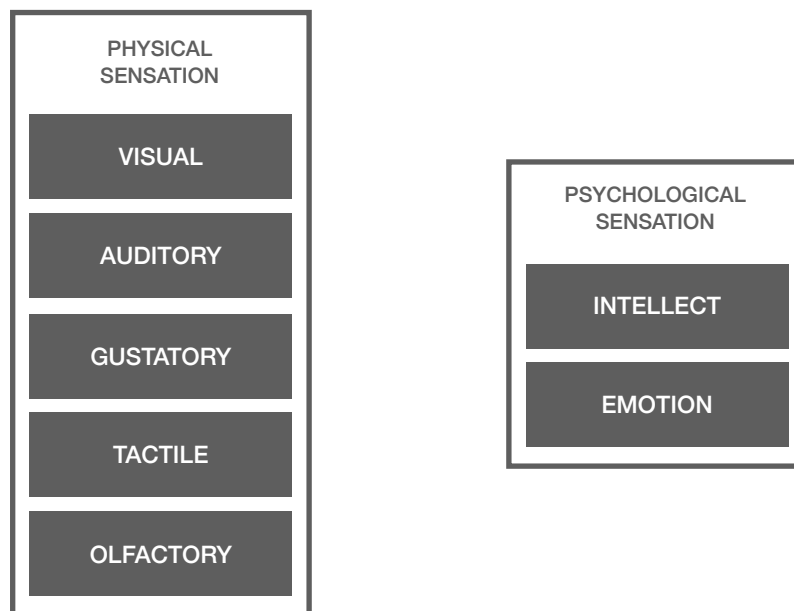 PHYSICAL
SENSATION
VISUAL
AUDITORY
GUSTATORY
TACTILE
OLFACTORY
PSYCHOLOGICAL
SENSATION
INTELLECT
EMOTION